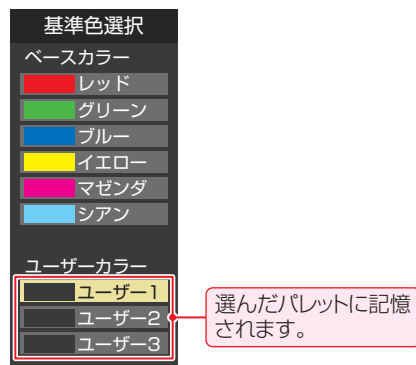 基準色選択
ベースカラー
レッド
グリーン
ブルー
イエロー
マゼンダ
シアン
ユーザーカラー
ユーザー1
ユーザー2
ユーザー3
選んだパレットに記憶
されます。